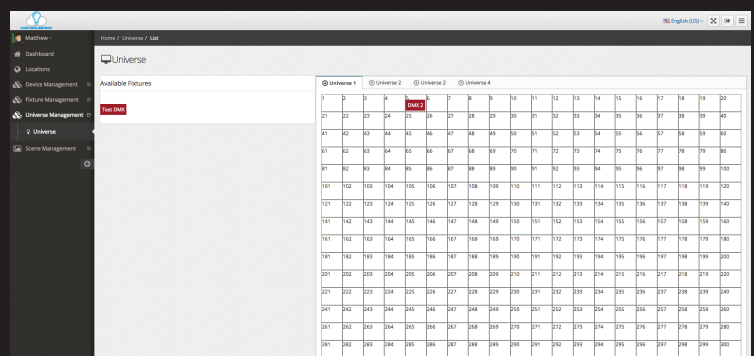 English (US)
Matthew
Home / Universe / List
Dashboard
Locations
Device Management
Fixture Management
Universe Management
Universe
Scene Management
Universe
Available Fixtures
Test DMX
Universe 1 Universe 2 Universe 2 Universe 4
1 2 3 4 5 6 7 8 9 10 11 12 13 14 15 16 17 18 19 20
DMX 2
21 22 23 24 25 26 27 28 29 30 31 32 33 34 35 36 37 38 39 40
41 42 43 44 45 46 47 48 49 50 51 52 53 54 55 56 57 58 59 60
61 62 63 64 65 66 67 68 69 70 71 72 73 74 75 76 77 78 79 80
81 82 83 84 85 86 87 88 89 90 91 92 93 94 95 96 97 98 99 100
101 102 103 104 105 106 107 108 109 110 111 112 113 114 115 116 117 118 119 120
121 122 123 124 125 126 127 128 129 130 131 132 133 134 135 136 137 138 139 140
141 142 143 144 145 146 147 148 149 150 151 152 153 154 155 156 157 158 159 160
161 162 163 164 165 166 167 168 169 170 171 172 173 174 175 176 177 178 179 180
181 182 183 184 185 186 187 188 189 190 191 192 193 194 195 196 197 198 199 200
201 202 203 204 205 206 207 208 209 210 211 212 213 214 215 216 217 218 219 220
221 222 223 224 225 226 227 228 229 230 231 232 233 234 235 236 237 238 239 240
241 242 243 244 245 246 247 248 249 250 251 252 253 254 255 256 257 258 259 260
261 262 263 264 265 266 267 268 269 270 271 272 273 274 275 276 277 278 279 280
281 282 283 284 285 286 287 288 289 290 291 292 293 294 295 296 297 298 299 300